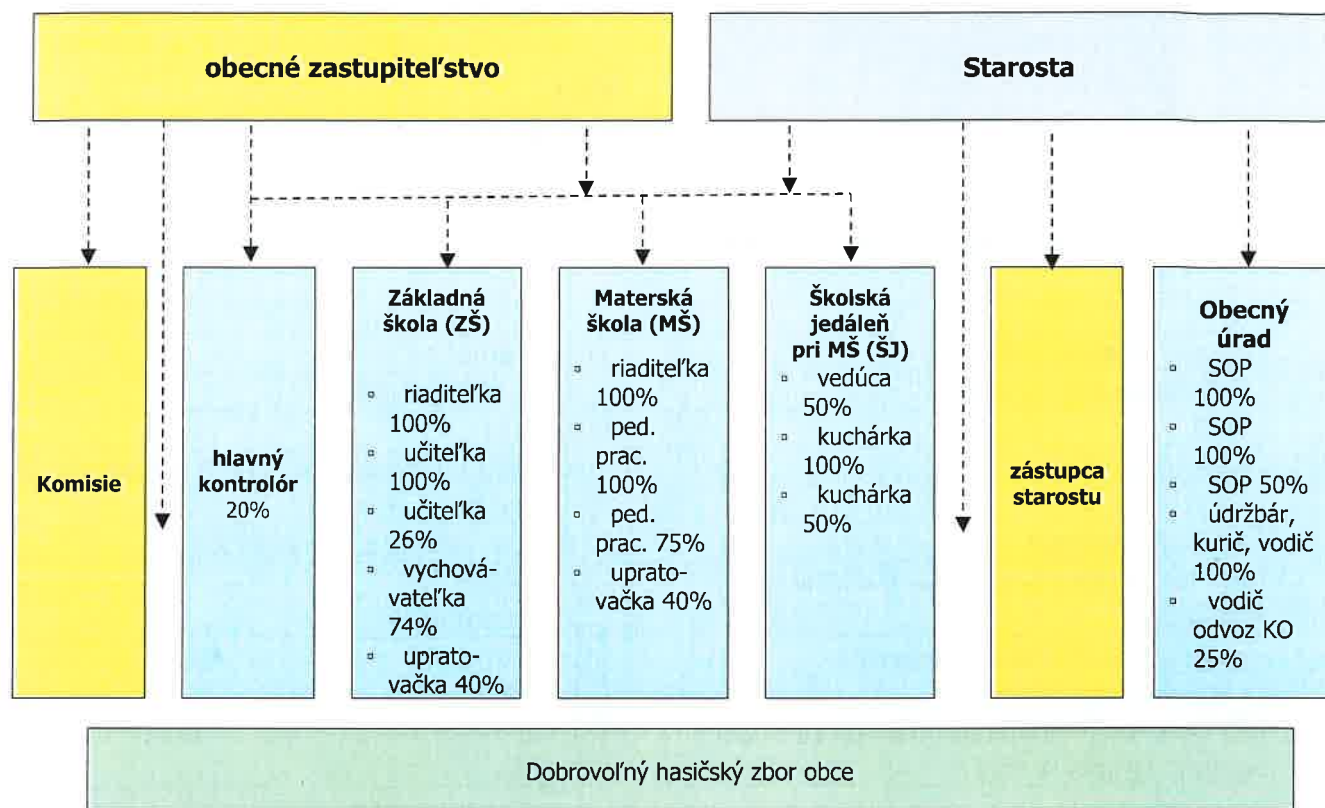 obecné zastupiteľstvo
Starosta
Komisie
hlavný
kontrolór
20%
Základná
škola (ZŠ)
▫ riaditeľka
100%
▫ učiteľka
100%
▫ učiteľka
26%
▫ vychová-
vateľka
74%
▫ uprato-
vačka 40%
Materská
škola (MŠ)
▫ riaditeľka
100%
▫ ped.
prac.
100%
▫ ped.
prac. 75%
▫ uprato-
vačka 40%
Školská
jedáleň
pri MŠ (ŠJ)
▫ vedúca
50%
▫ kuchárka
100%
▫ kuchárka
50%
zástupca
starostu
Obecný
úrad
▫ SOP
100%
▫ SOP
100%
▫ SOP 50%
▫ údržbár,
kurič, vodič
100%
▫ vodič
odvoz KO
25%
Dobrovoľný hasičský zbor obce